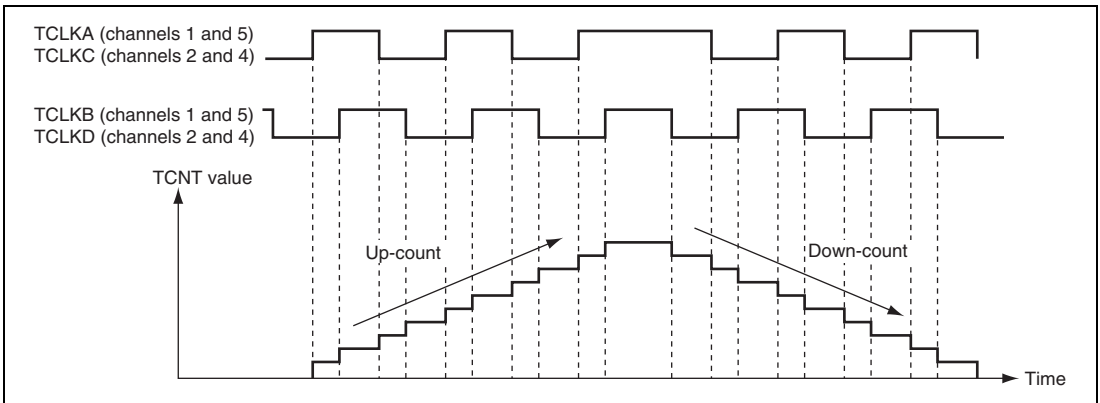 TCLKA (channels 1 and 5)
TCLKC (channels 2 and 4)
TCLKB (channels 1 and 5)
TCLKD (channels 2 and 4)
TCNT value
Up-count
Down-count
Time